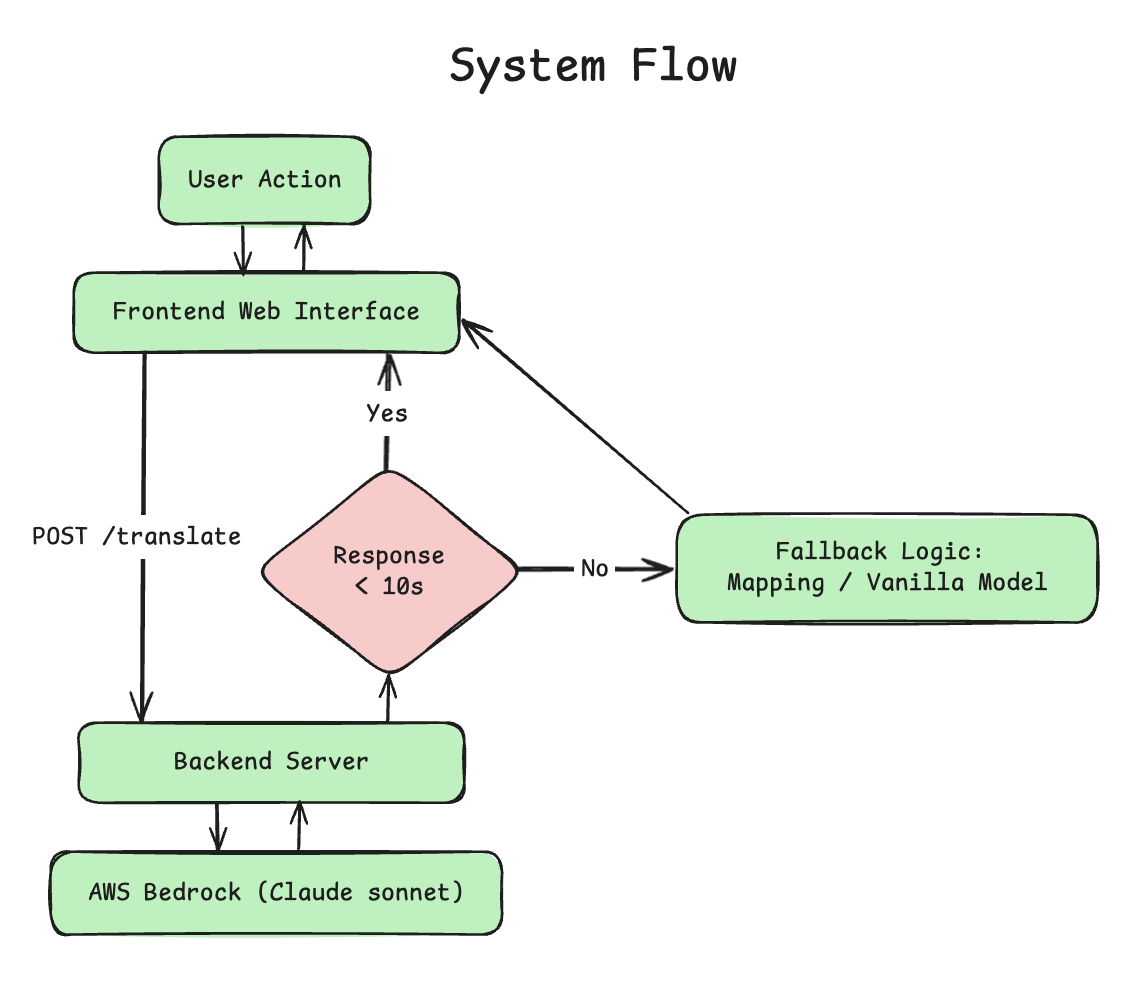 System Flow
User Action
Frontend Web Interface
Yes
POST /translate
Response
< 10s
No
Fallback Logic:
Mapping / Vanilla Model
Backend Server
AWS Bedrock (Claude sonnet)